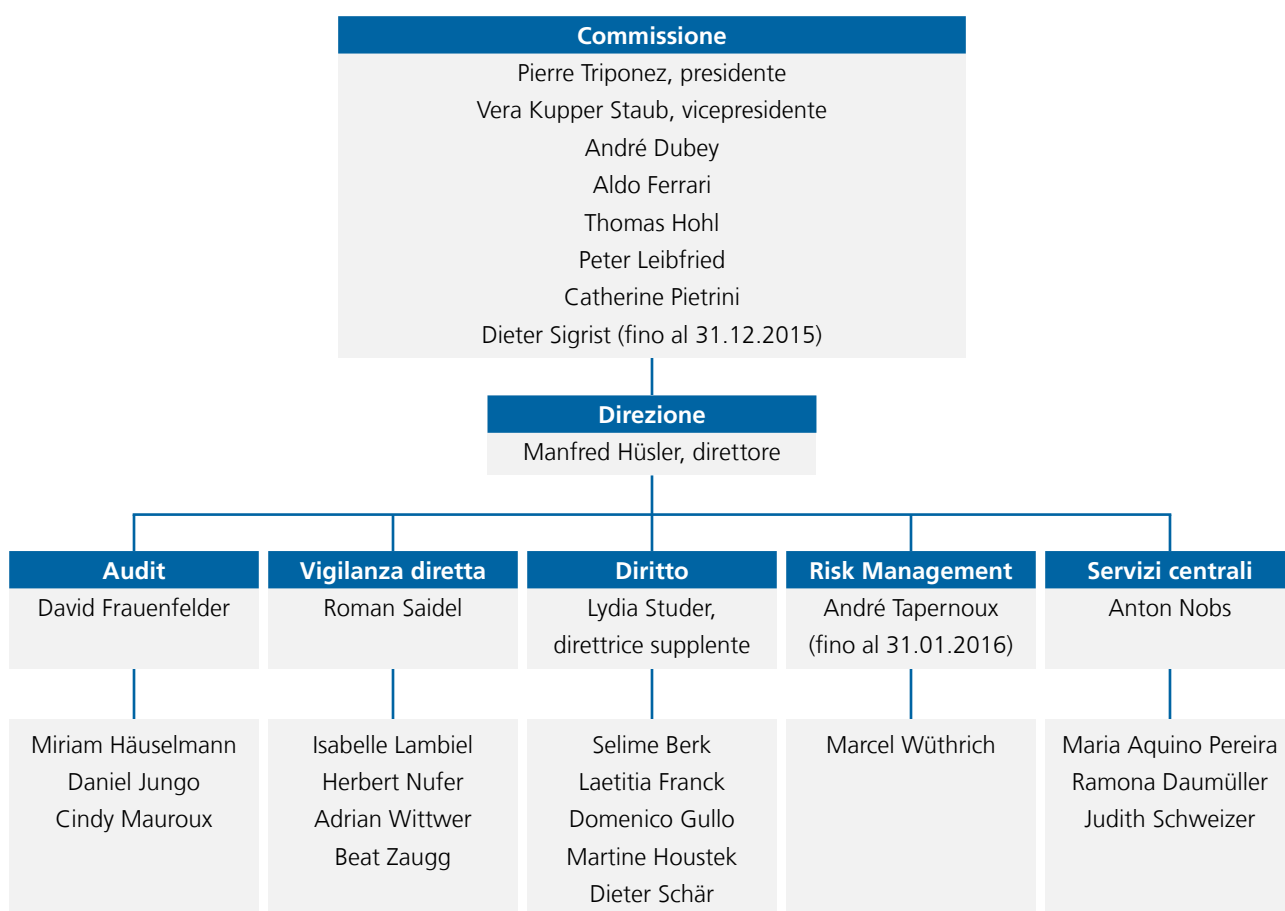 Commissione
Pierre Triponez, presidente
Vera Kupper Staub, vicepresidente
André Dubey
Aldo Ferrari
Thomas Hohl
Peter Leibfried
Catherine Pietrini
Dieter Sigrist (fino al 31.12.2015)
Direzione
Manfred Hüsler, direttore
Audit
David Frauenfelder
Miriam Häuselmann
Daniel Jungo
Cindy Mauroux
Vigilanza diretta
Roman Saidel
Isabelle Lambiel
Herbert Nufer
Adrian Wittwer
Beat Zaugg
Diritto
Lydia Studer,
direttrice supplente
Selime Berk
Laetitia Franck
Domenico Gullo
Martine Houstek
Dieter Schär
Risk Management
André Tapernoux
(fino al 31.01.2016)
Marcel Wüthrich
Servizi centrali
Anton Nobs
Maria Aquino Pereira
Ramona Daumüller
Judith Schweizer